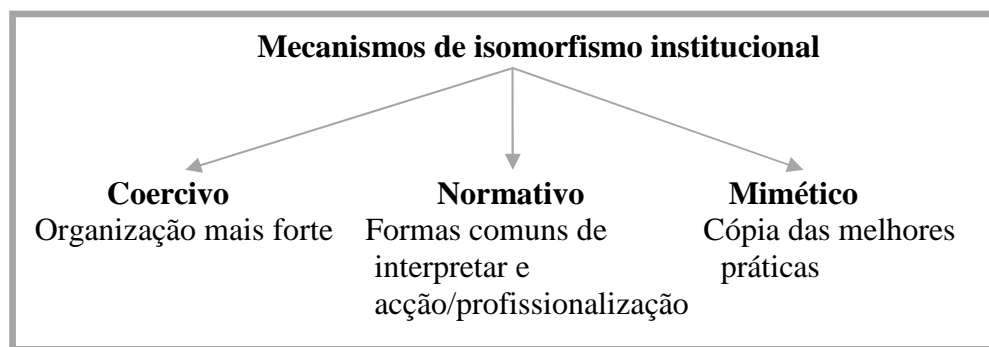 Mecanismos de isomorfismo institucional
Coercivo
Organização mais forte
Normativo
Formas comuns de
interpretar e
acção/profissionalização
Mimético
Cópia das melhores
práticas